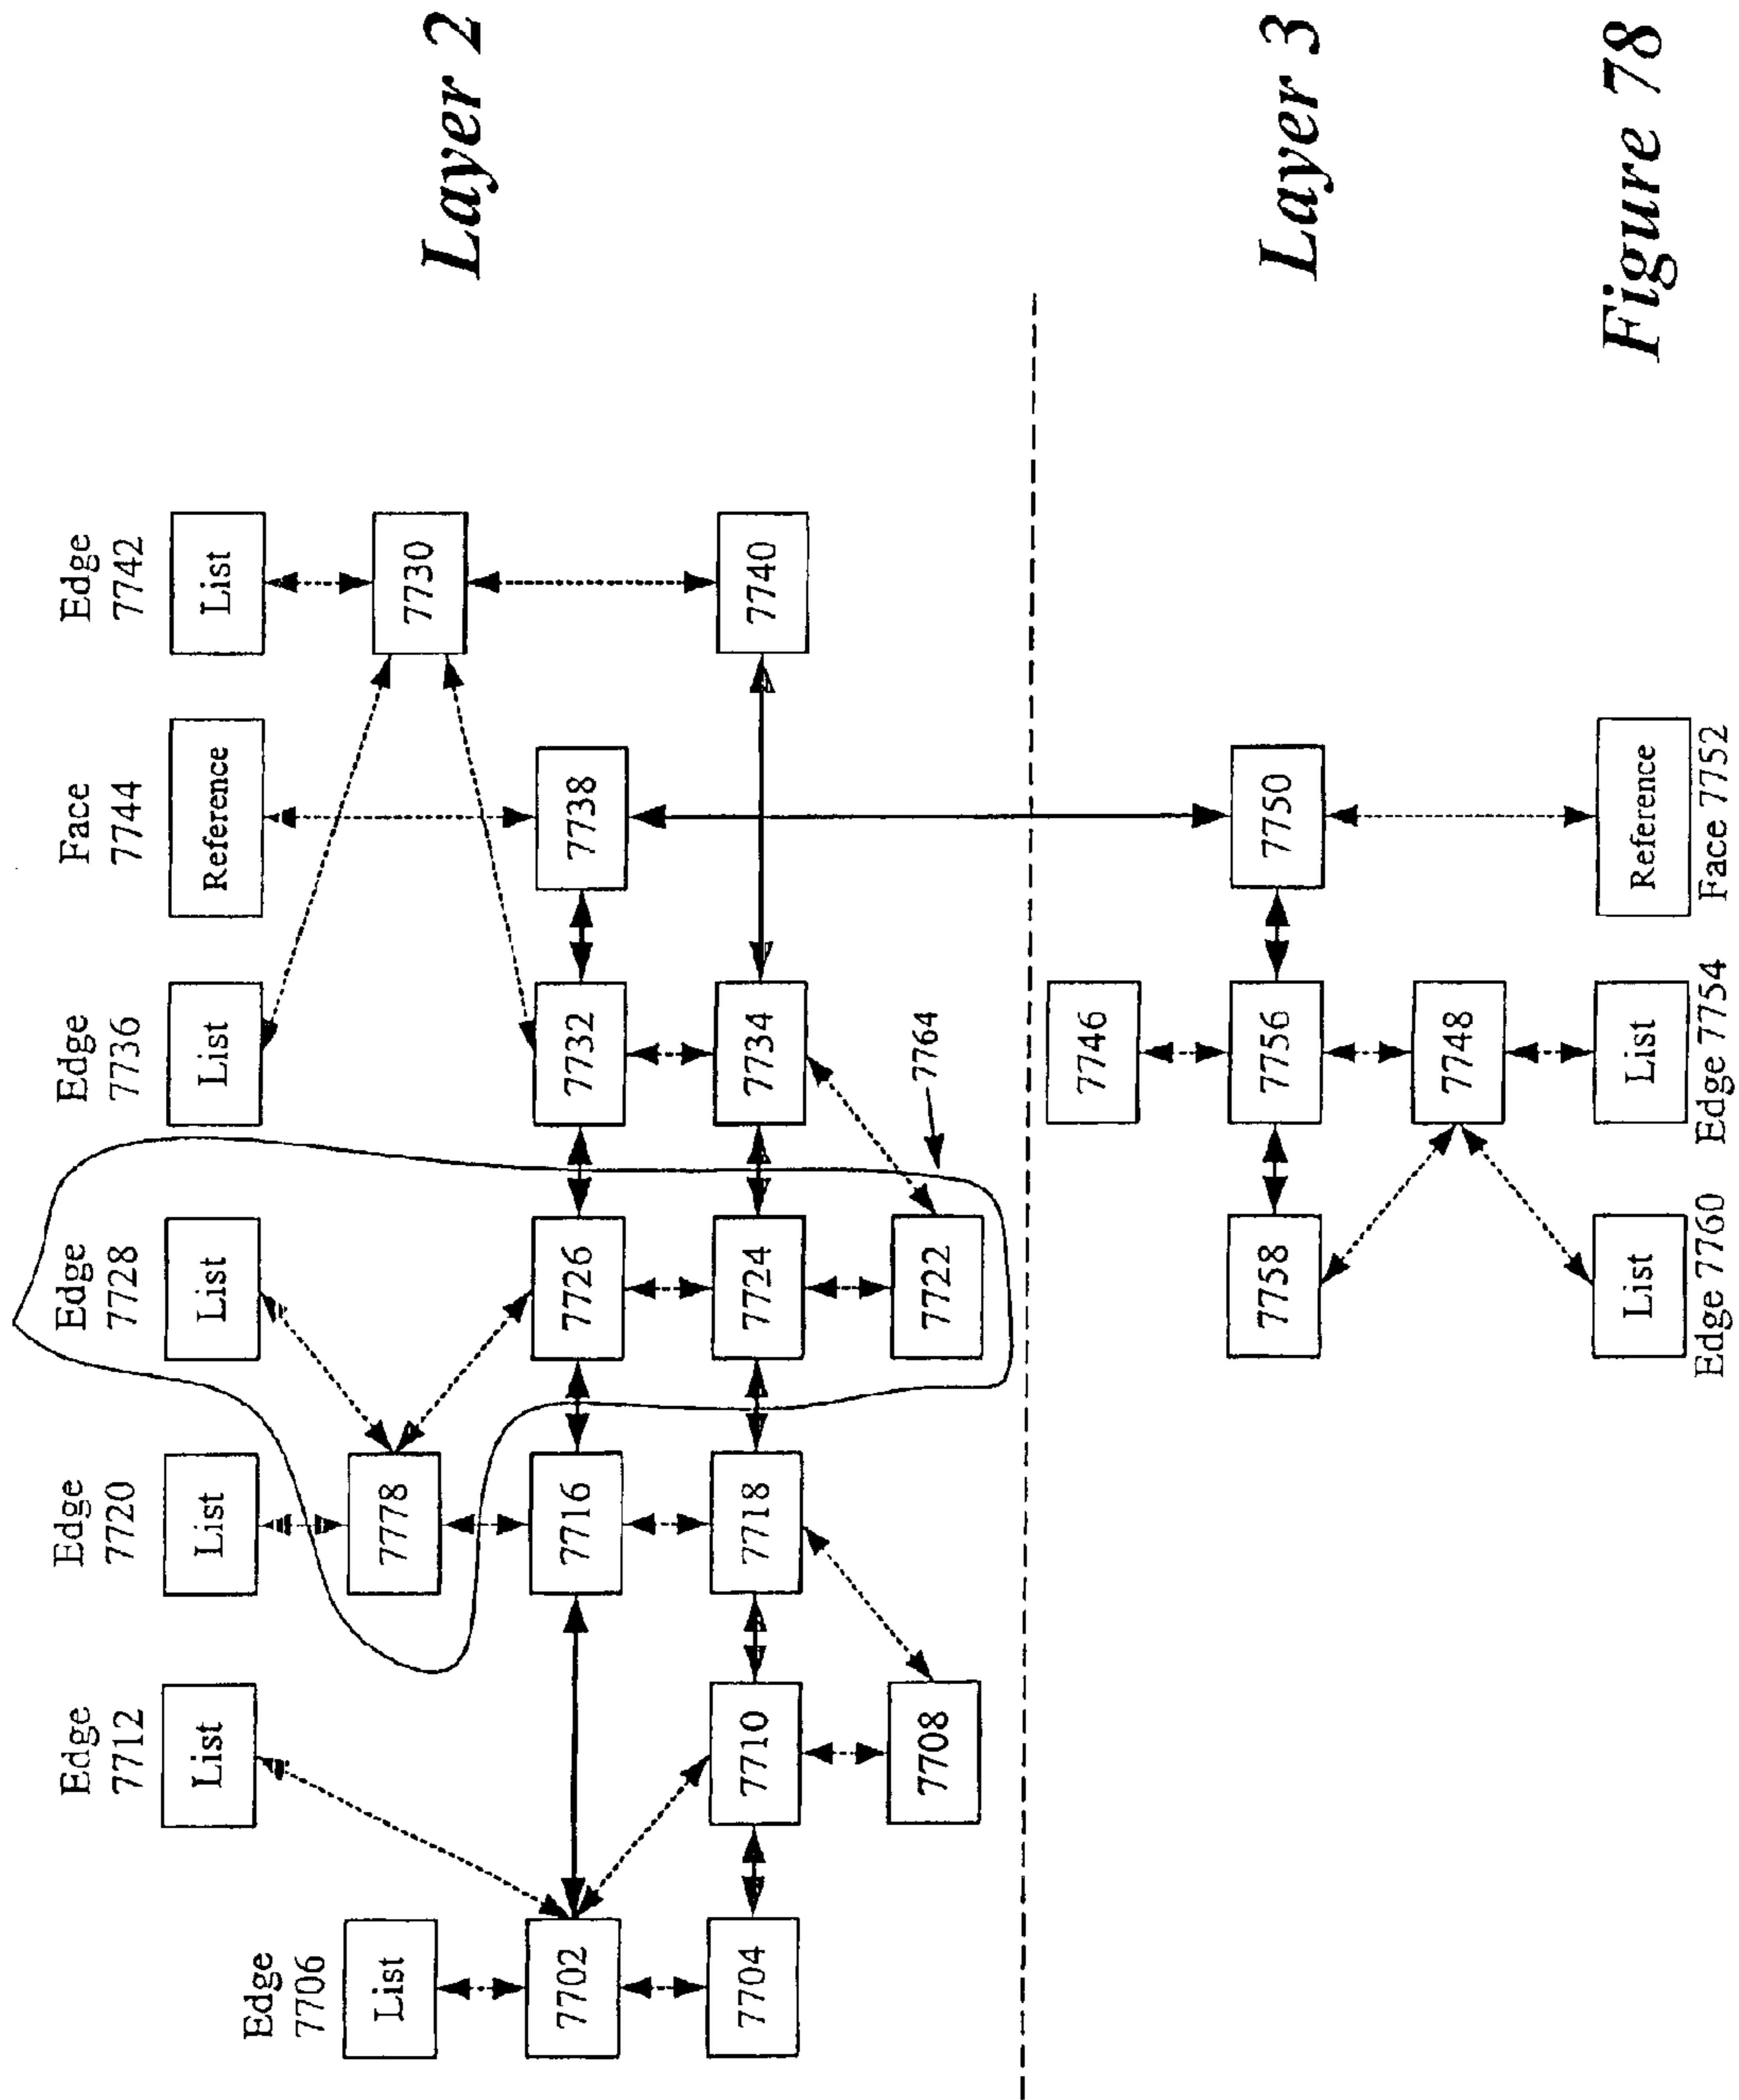 Edge
7706
Edge
7712
Edge
7720
Edge
7728
Edge
7736
Face
7744
Edge
7742
List
List
List
List
List
Reference
List
7778
7730
7702
7716
7726
7732
7738
7704
7710
7718
7724
7734
7740
7708
7722
7764
Layer 2
7746
7758
7756
7750
7748
List
List
Reference
Edge 7760
Edge 7754
Face 7752
Layer 3
Figure 78